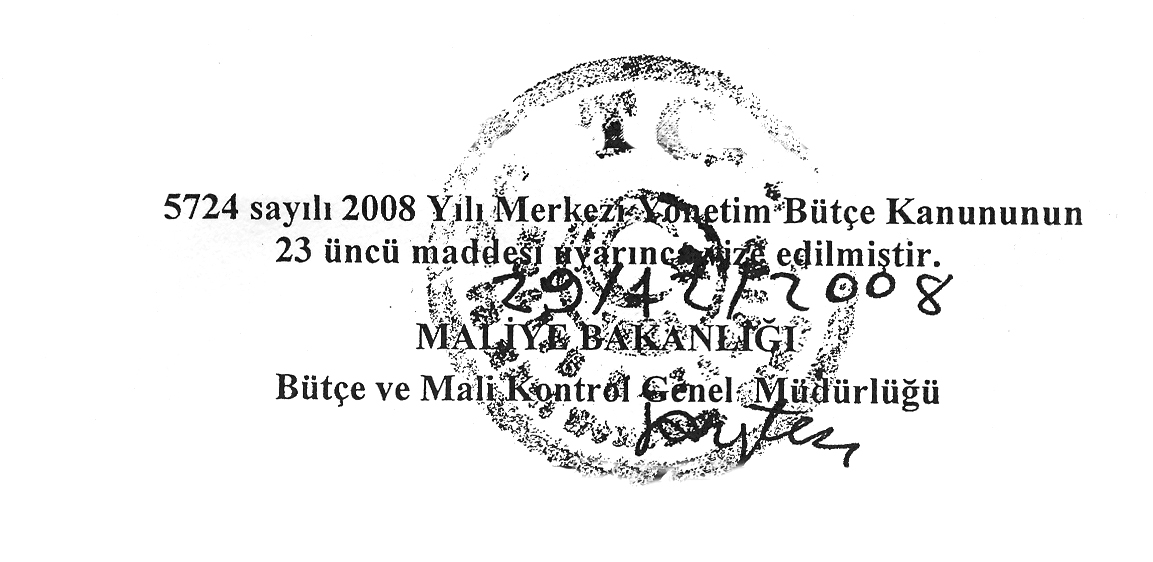 T C
5724 sayılı 2008 Yılı Merkezi Yönetim Bütçe Kanununun
23 üncü maddesi uyarınca vize edilmiştir.
29/12/2008
MALİYE BAKANLIĞI
Bütçe ve Mali Kontrol Genel Müdürlüğü